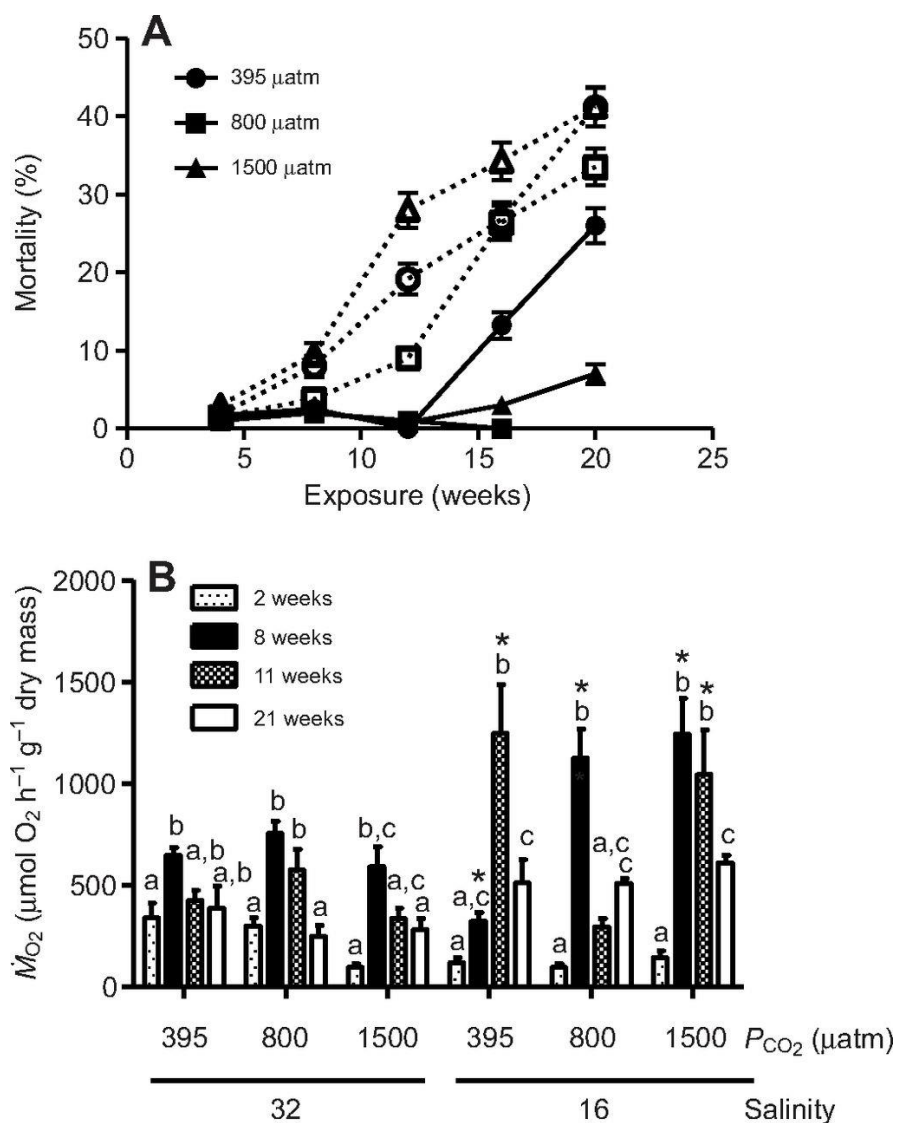 A
50
40
30
20
10
0
Mortality (%)
395 μatm
800 μatm
1500 μatm
0 5 10 15 20 25
Exposure (weeks)
B
2000
1500
1000
500
0
ṀO₂ (μmol O₂ h⁻¹ g⁻¹ dry mass)
2 weeks
8 weeks
11 weeks
21 weeks
a b a,b a,b
a b b a
a b,c a,c a
a a,c * b * c
a b * * a,c c
a b * b * c
395 800 1500 395 800 1500 PCO₂ (μatm)
32 16 Salinity